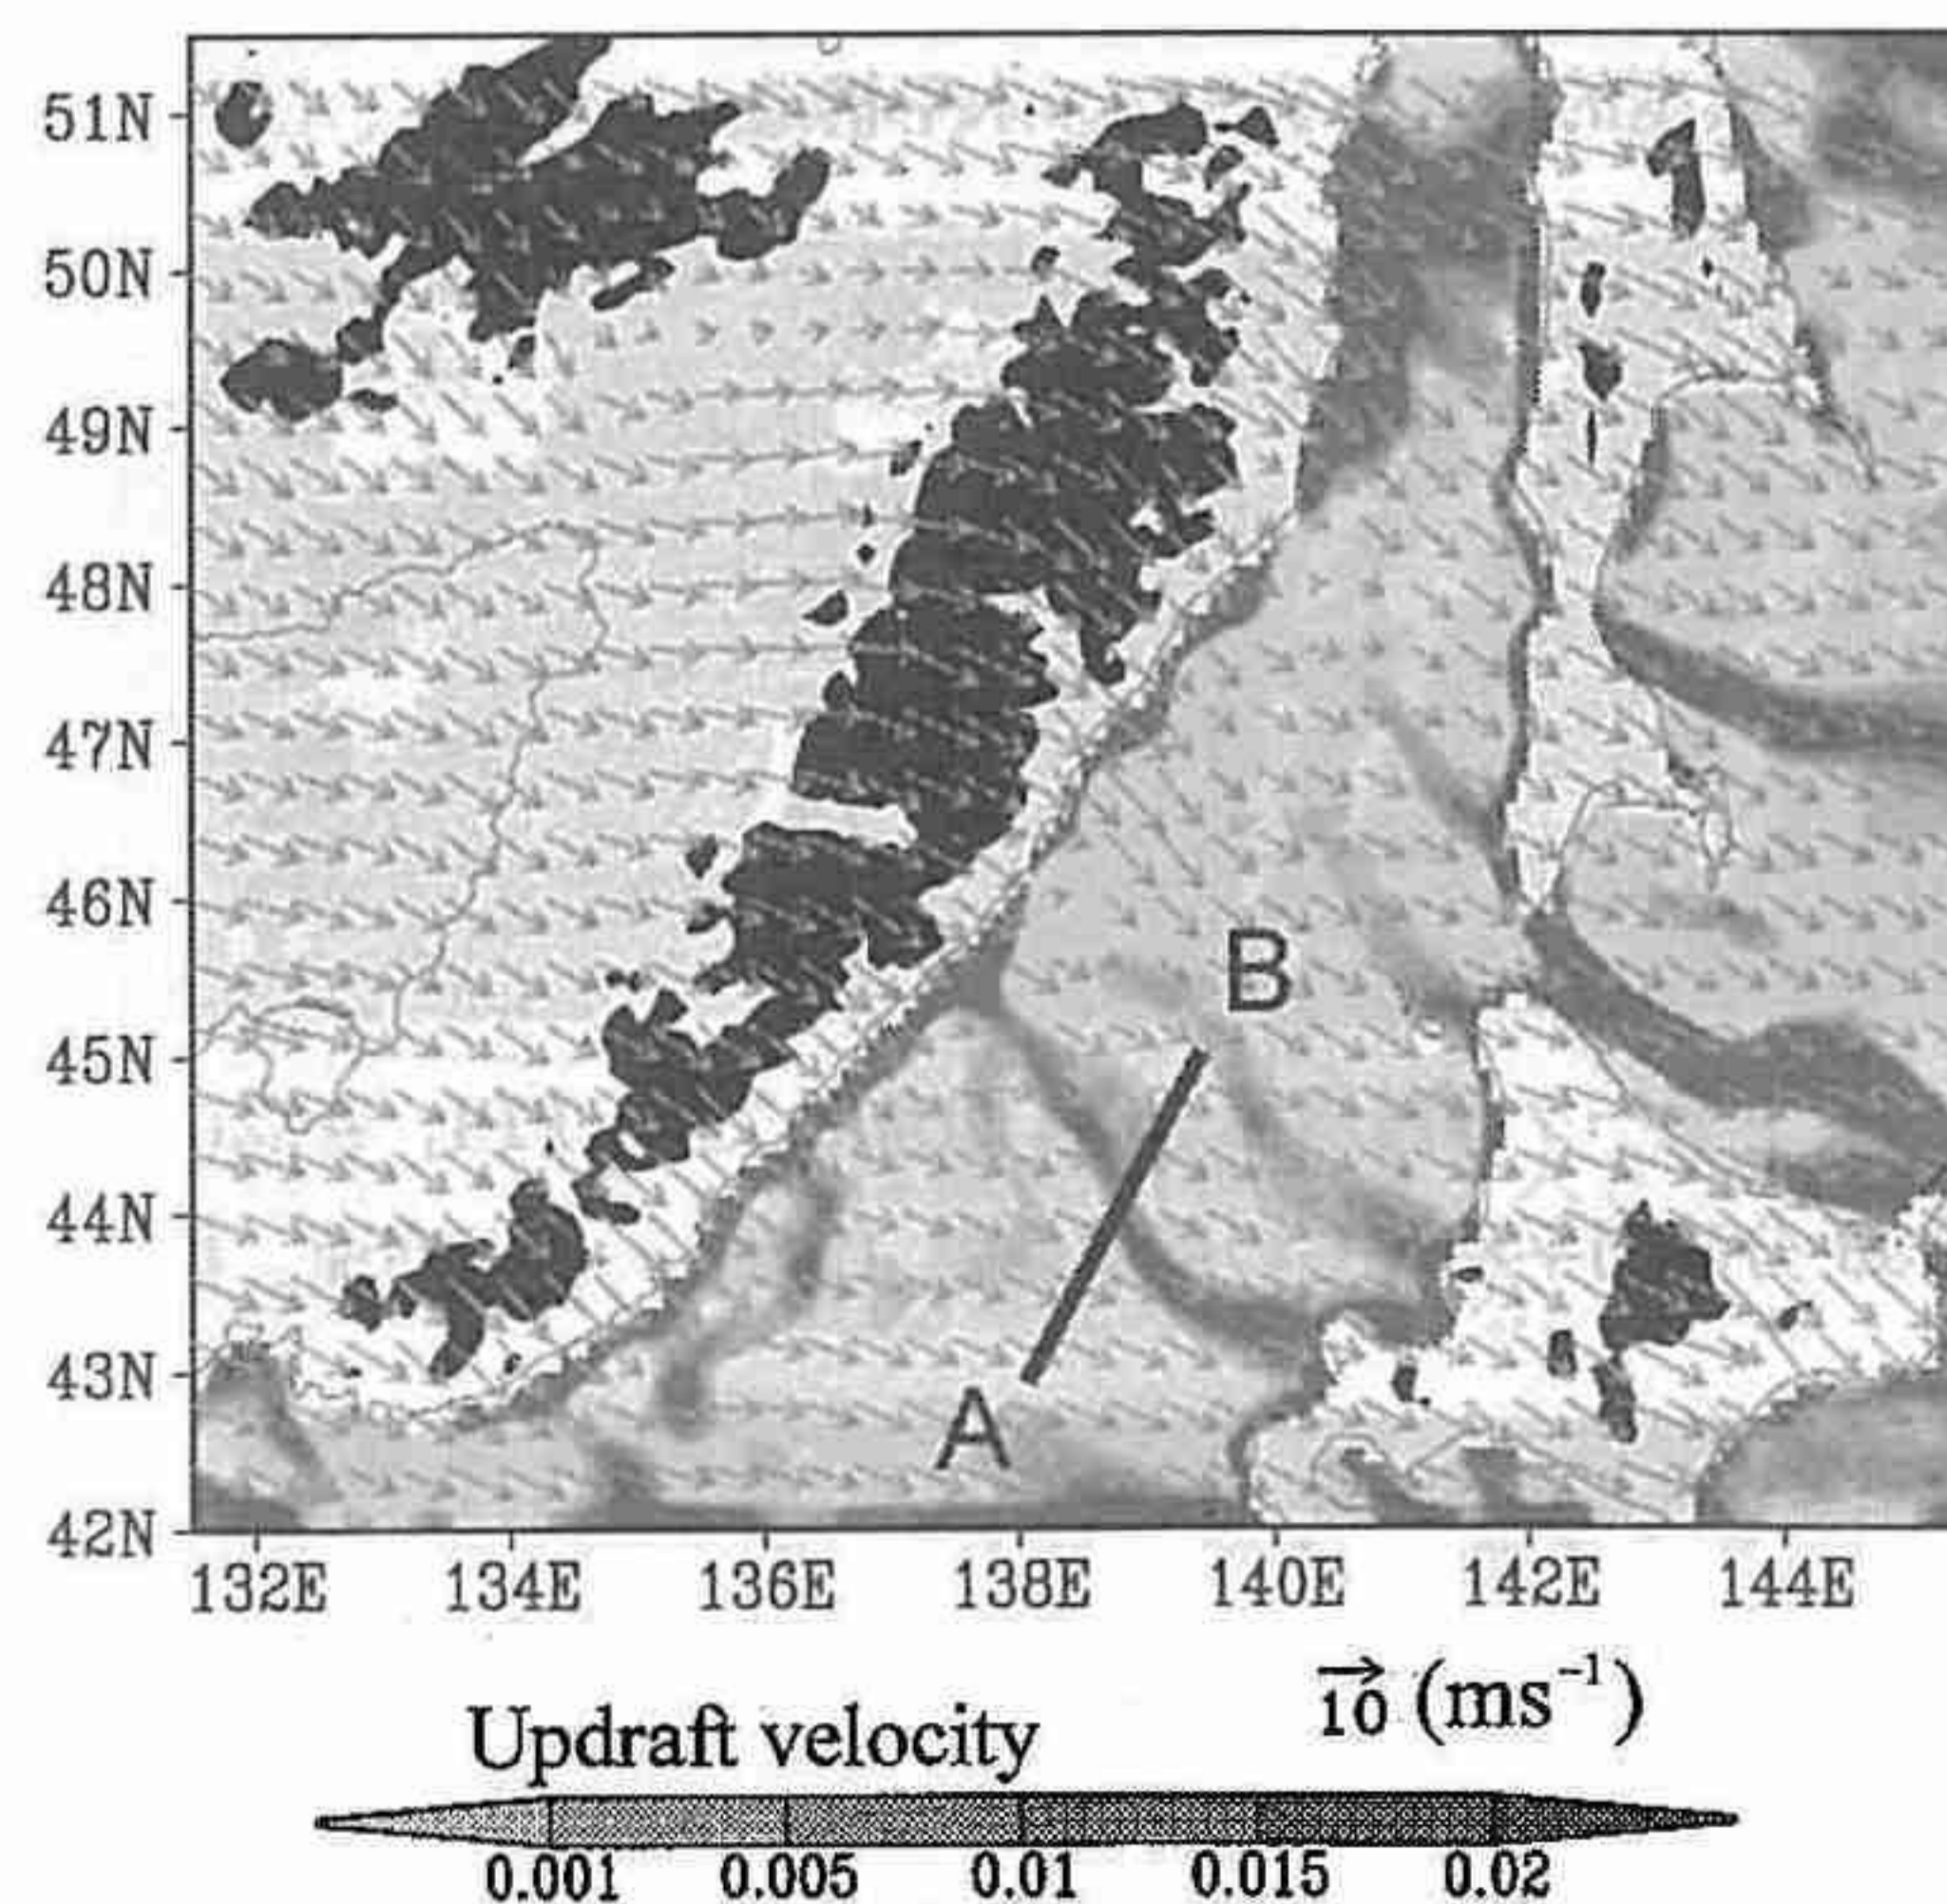 51N
50N
49N
48N
47N
46N
B
45N
44N
43N
A
42N
132E 134E 136E 138E 140E 142E 144E
10 (ms⁻¹)
Updraft velocity
0.001 0.005 0.01 0.015 0.02